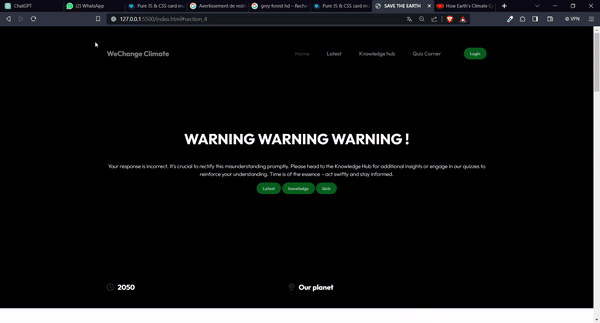 ChatGPT (2) WhatsApp Pure JS & CSS card m Avertissement de redi grey forest hd – Reche Pure JS & CSS card m SAVE THE EARTH How Earth's Climate C
127.0.0.1:5500/index.html#section_4 VPN
WeChange Climate Home Latest Knowledge hub Quiz Corner Login
WARNING WARNING WARNING !
Your response is incorrect. It's crucial to rectify this misunderstanding promptly. Please head to the Knowledge Hub for additional insights or engage in our quizzes to
reinforce your understanding. Time is of the essence – act swiftly and stay informed.
Latest knowledge Quiz
2050 Our planet